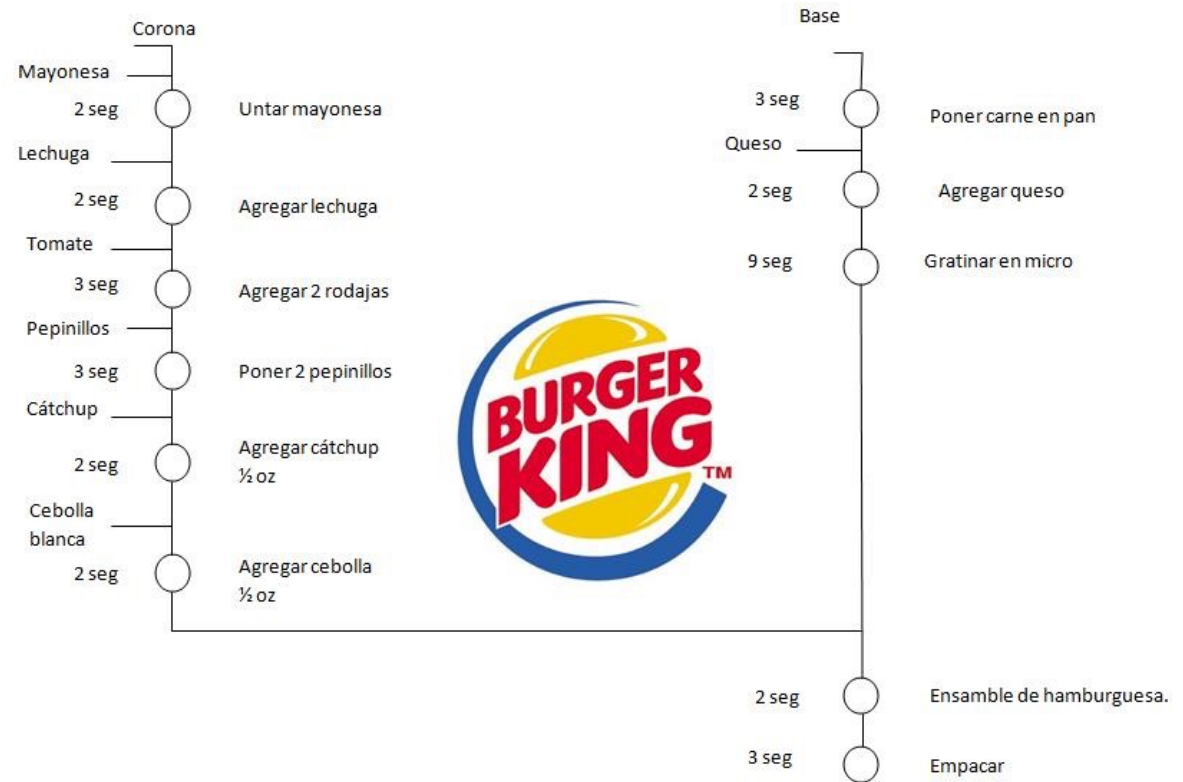 Corona
Mayonesa
2 seg
Untar mayonesa
Lechuga
2 seg
Agregar lechuga
Tomate
3 seg
Agregar 2 rodajas
Pepinillos
3 seg
Poner 2 pepinillos
Cátchup
2 seg
Agregar cátchup
½ oz
Cebolla
blanca
2 seg
Agregar cebolla
½ oz
BURGER
KING
TM
Base
3 seg
Poner carne en pan
Queso
2 seg
Agregar queso
9 seg
Gratinar en micro
2 seg
Ensamble de hamburguesa.
3 seg
Empacar